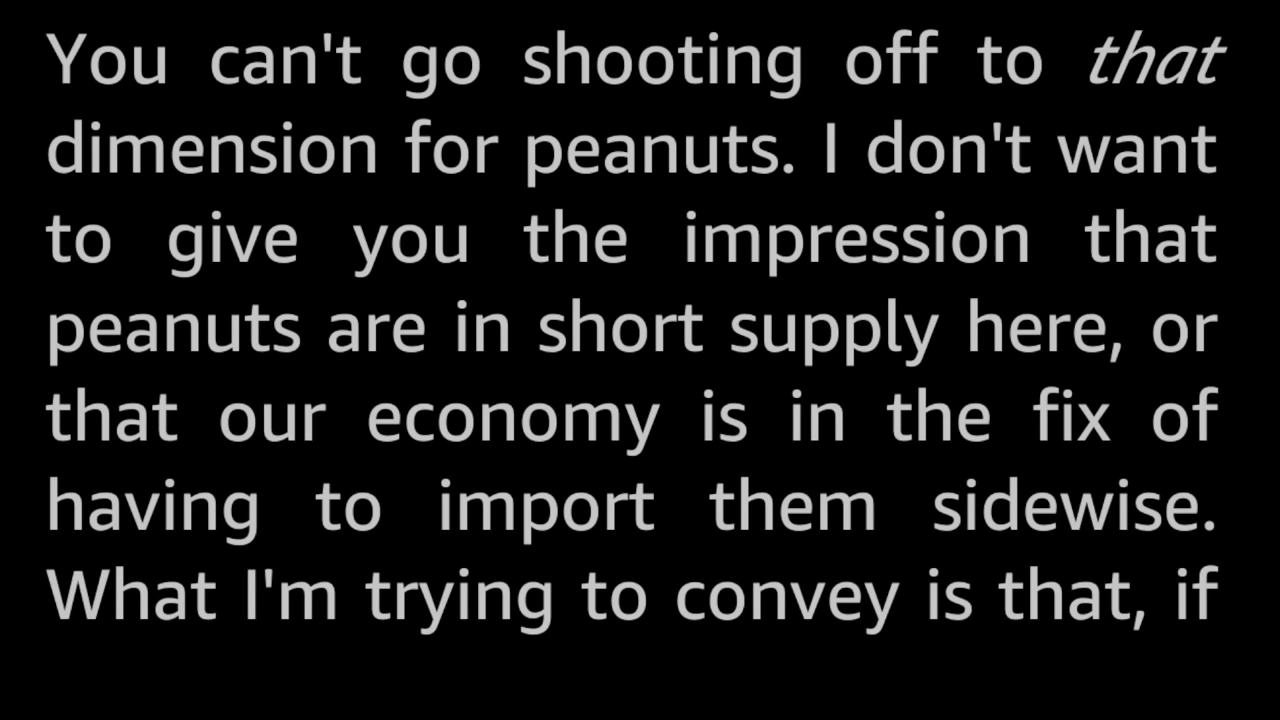 You can't go shooting off to that
dimension for peanuts. I don't want
to give you the impression that
peanuts are in short supply here, or
that our economy is in the fix of
having to import them sidewise.
What I'm trying to convey is that, if